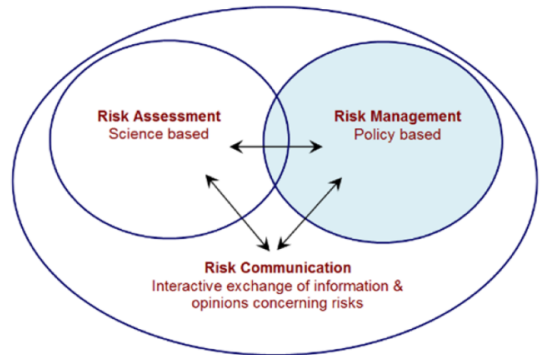 Risk Assessment
Science based
Risk Management
Policy based
Risk Communication
Interactive exchange of information &
opinions concerning risks